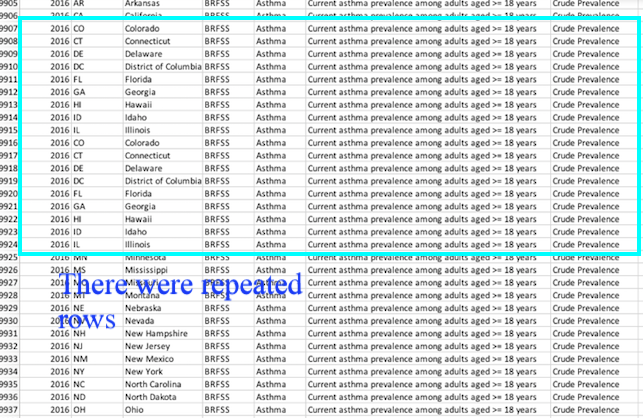 9905 2016 AR Arkansas BRFSS Asthma Current asthma prevalence among adults aged >= 18 years Crude Prevalence
9906 2016 CA California BRFSS Asthma Current asthma prevalence among adults aged >= 18 years Crude Prevalence
9907 2016 CO Colorado BRFSS Asthma Current asthma prevalence among adults aged >= 18 years Crude Prevalence
9908 2016 CT Connecticut BRFSS Asthma Current asthma prevalence among adults aged >= 18 years Crude Prevalence
9909 2016 DE Delaware BRFSS Asthma Current asthma prevalence among adults aged >= 18 years Crude Prevalence
9910 2016 DC District of Columbia BRFSS Asthma Current asthma prevalence among adults aged >= 18 years Crude Prevalence
9911 2016 FL Florida BRFSS Asthma Current asthma prevalence among adults aged >= 18 years Crude Prevalence
9912 2016 GA Georgia BRFSS Asthma Current asthma prevalence among adults aged >= 18 years Crude Prevalence
9913 2016 HI Hawaii BRFSS Asthma Current asthma prevalence among adults aged >= 18 years Crude Prevalence
9914 2016 ID Idaho BRFSS Asthma Current asthma prevalence among adults aged >= 18 years Crude Prevalence
9915 2016 IL Illinois BRFSS Asthma Current asthma prevalence among adults aged >= 18 years Crude Prevalence
9916 2016 CO Colorado BRFSS Asthma Current asthma prevalence among adults aged >= 18 years Crude Prevalence
9917 2016 CT Connecticut BRFSS Asthma Current asthma prevalence among adults aged >= 18 years Crude Prevalence
9918 2016 DE Delaware BRFSS Asthma Current asthma prevalence among adults aged >= 18 years Crude Prevalence
9919 2016 DC District of Columbia BRFSS Asthma Current asthma prevalence among adults aged >= 18 years Crude Prevalence
9920 2016 FL Florida BRFSS Asthma Current asthma prevalence among adults aged >= 18 years Crude Prevalence
9921 2016 GA Georgia BRFSS Asthma Current asthma prevalence among adults aged >= 18 years Crude Prevalence
9922 2016 HI Hawaii BRFSS Asthma Current asthma prevalence among adults aged >= 18 years Crude Prevalence
9923 2016 ID Idaho BRFSS Asthma Current asthma prevalence among adults aged >= 18 years Crude Prevalence
9924 2016 IL Illinois BRFSS Asthma Current asthma prevalence among adults aged >= 18 years Crude Prevalence
9925 2016 MN Minnesota BRFSS Asthma Current asthma prevalence among adults aged >= 18 years Crude Prevalence
9926 2016 MS Mississippi BRFSS Asthma Current asthma prevalence among adults aged >= 18 years Crude Prevalence
There were repeated
9927 BRFSS Asthma Current asthma prevalence among adults aged >= 18 years Crude Prevalence
9928 2016 MT Montana BRFSS Asthma Current asthma prevalence among adults aged >= 18 years Crude Prevalence
9929 2016 NE Nebraska BRFSS Asthma Current asthma prevalence among adults aged >= 18 years Crude Prevalence
rows
9930 2016 Nevada BRFSS Asthma Current asthma prevalence among adults aged >= 18 years Crude Prevalence
9931 2016 NH New Hampshire BRFSS Asthma Current asthma prevalence among adults aged >= 18 years Crude Prevalence
9932 2016 NJ New Jersey BRFSS Asthma Current asthma prevalence among adults aged >= 18 years Crude Prevalence
9933 2016 NM New Mexico BRFSS Asthma Current asthma prevalence among adults aged >= 18 years Crude Prevalence
9934 2016 NY New York BRFSS Asthma Current asthma prevalence among adults aged >= 18 years Crude Prevalence
9935 2016 NC North Carolina BRFSS Asthma Current asthma prevalence among adults aged >= 18 years Crude Prevalence
9936 2016 ND North Dakota BRFSS Asthma Current asthma prevalence among adults aged >= 18 years Crude Prevalence
9937 2016 OH Ohio BRFSS Asthma Current asthma prevalence among adults aged >= 18 years Crude Prevalence